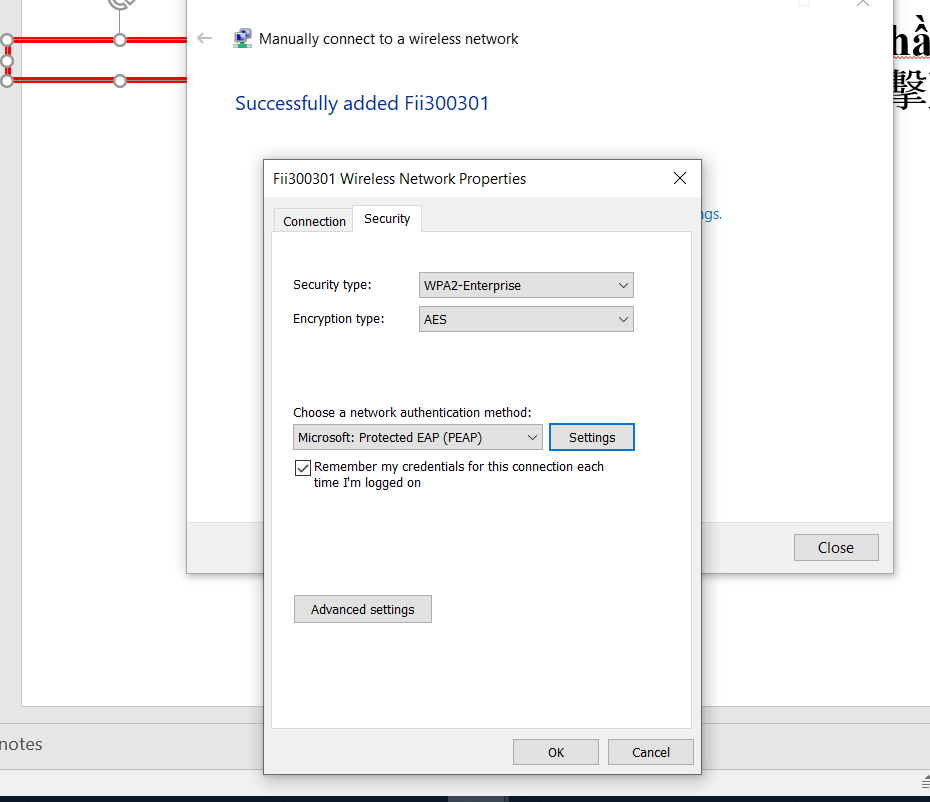 Manually connect to a wireless network
Successfully added Fii300301
Fii300301 Wireless Network Properties
Connection
Security
Security type:
WPA2-Enterprise
Encryption type:
AES
Choose a network authentication method:
Microsoft: Protected EAP (PEAP)
Settings
Remember my credentials for this connection each
time I'm logged on
Advanced settings
Close
OK
Cancel
notes
擊